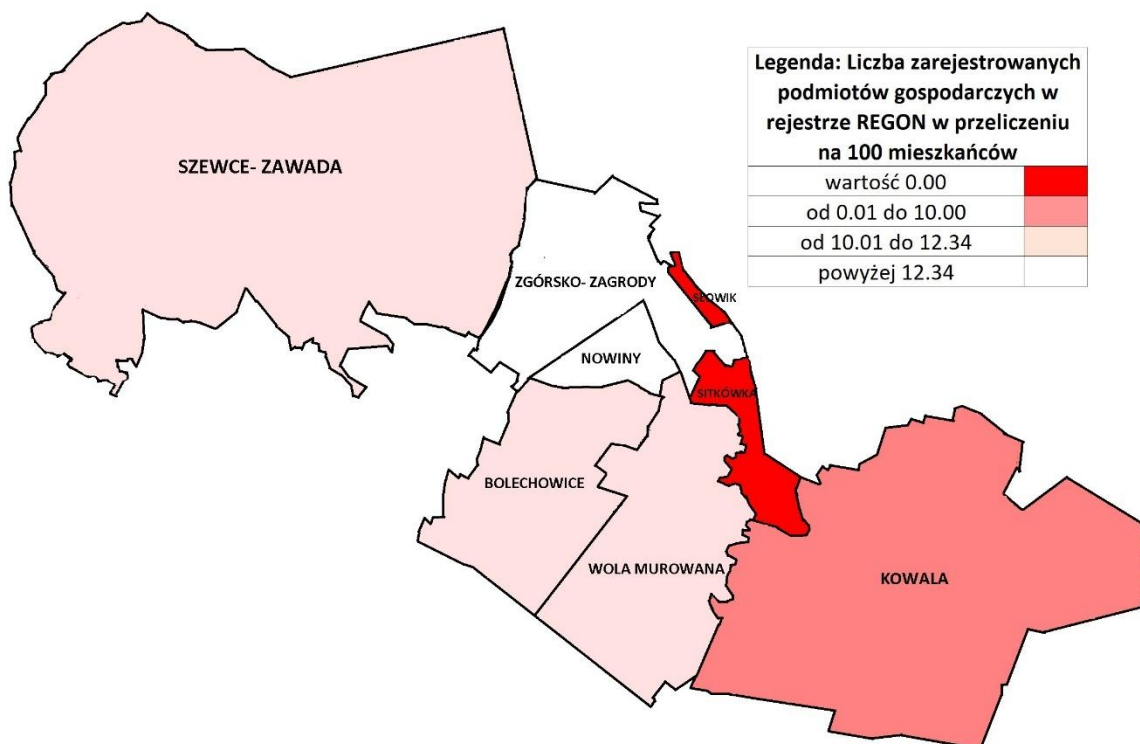 Legenda: Liczba zarejestrowanych
podmiotów gospodarczych w
rejestrze REGON w przeliczeniu
na 100 mieszkańców
wartość 0.00
od 0.01 do 10.00
od 10.01 do 12.34
powyżej 12.34
SZEWCE- ZAWADA
ZGÓRSKO- ZAGRODY
SŁOWIK
NOWINY
SITKÓWKA
BOLECHOWICE
WOLA MUROWANA
KOWALA